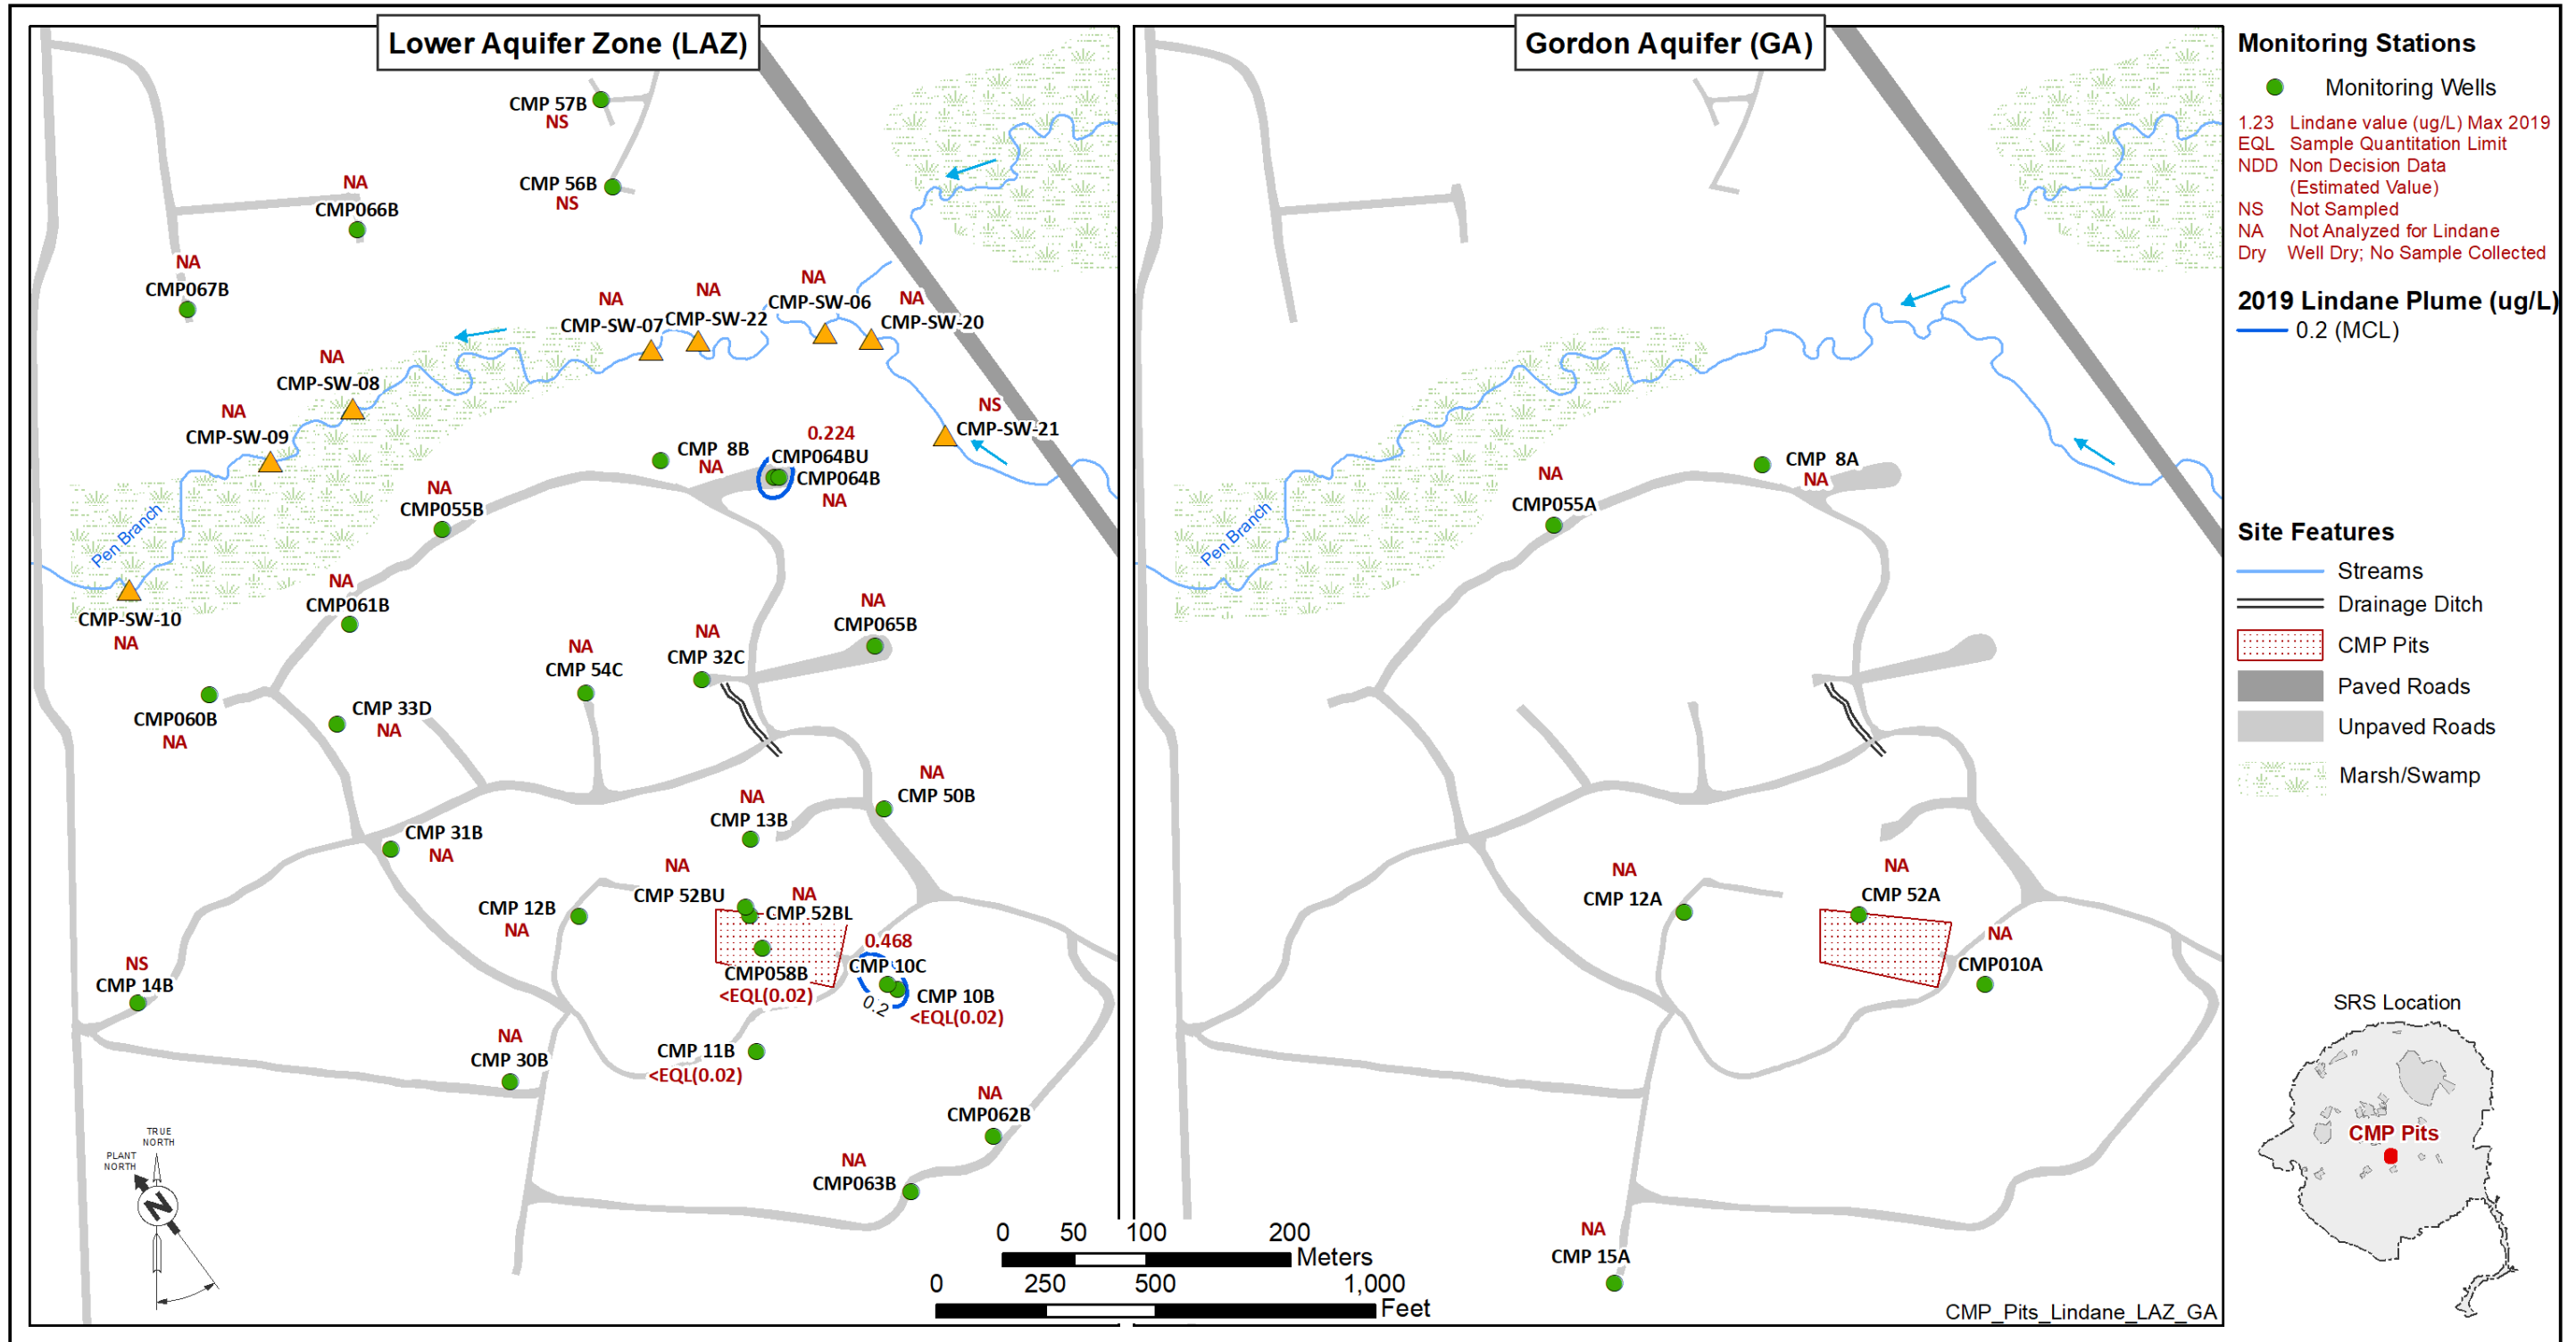 Lower Aquifer Zone (LAZ)
CMP 57B
NS
CMP 56B
NS
NA
CMP066B
NA
CMP067B
NA
CMP-SW-06
NA
CMP-SW-20
NA
CMP-SW-22
NA
CMP-SW-07
NA
CMP-SW-08
NA
CMP-SW-09
NS
CMP-SW-21
0.224
CMP064BU
CMP064B
NA
CMP 8B
NA
NA
CMP055B
Pen Branch
CMP-SW-10
NA
NA
CMP061B
NA
CMP065B
NA
CMP 32C
NA
CMP 54C
CMP060B
NA
CMP 33D
NA
NA
CMP 50B
NA
CMP 13B
CMP 31B
NA
NA
CMP 52BU
NA
CMP 52BL
CMP 12B
NA
CMP058B
<EQL(0.02)
0.468
CMP 10C
0.2
CMP 10B
<EQL(0.02)
NS
CMP 14B
NA
CMP 30B
CMP 11B
<EQL(0.02)
NA
CMP062B
NA
CMP063B
TRUE
NORTH
PLANT
NORTH
N
0 50 100 200
Meters
0 250 500 1,000
Feet
Gordon Aquifer (GA)
CMP 8A
NA
NA
CMP055A
Pen Branch
NA
CMP 12A
NA
CMP 52A
NA
CMP010A
NA
CMP 15A
CMP_Pits_Lindane_LAZ_GA
Monitoring Stations
Monitoring Wells
1.23 Lindane value (ug/L) Max 2019
EQL Sample Quantitation Limit
NDD Non Decision Data
(Estimated Value)
NS Not Sampled
NA Not Analyzed for Lindane
Dry Well Dry; No Sample Collected
2019 Lindane Plume (ug/L)
0.2 (MCL)
Site Features
Streams
Drainage Ditch
CMP Pits
Paved Roads
Unpaved Roads
Marsh/Swamp
SRS Location
CMP Pits